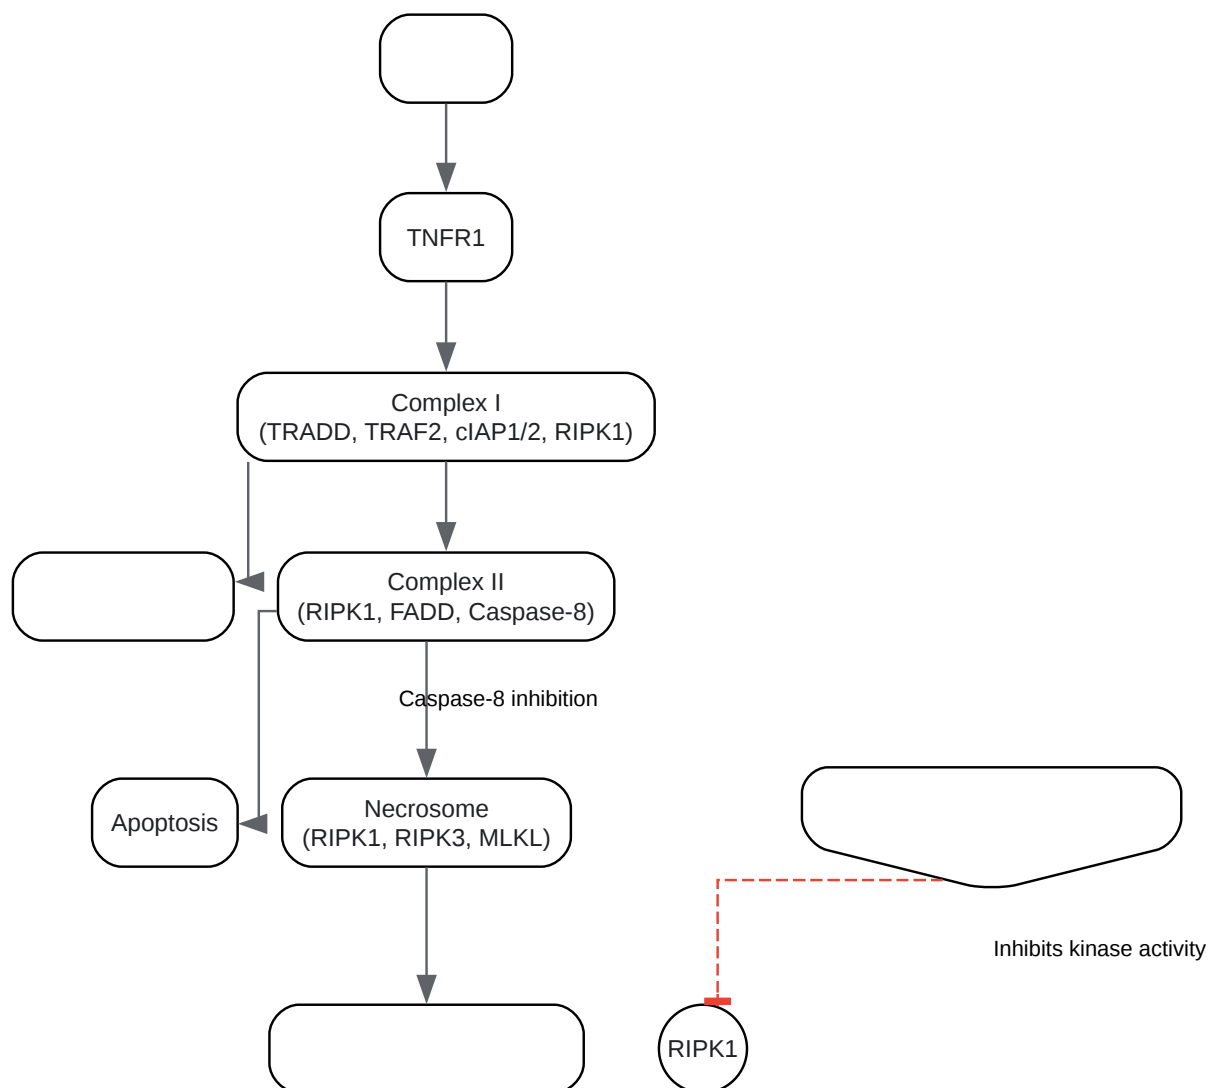 TNFR1
Complex I
(TRADD, TRAF2, cIAP1/2, RIPK1)
Complex II
(RIPK1, FADD, Caspase-8)
Caspase-8 inhibition
Apoptosis
Necrosome
(RIPK1, RIPK3, MLKL)
Inhibits kinase activity
RIPK1